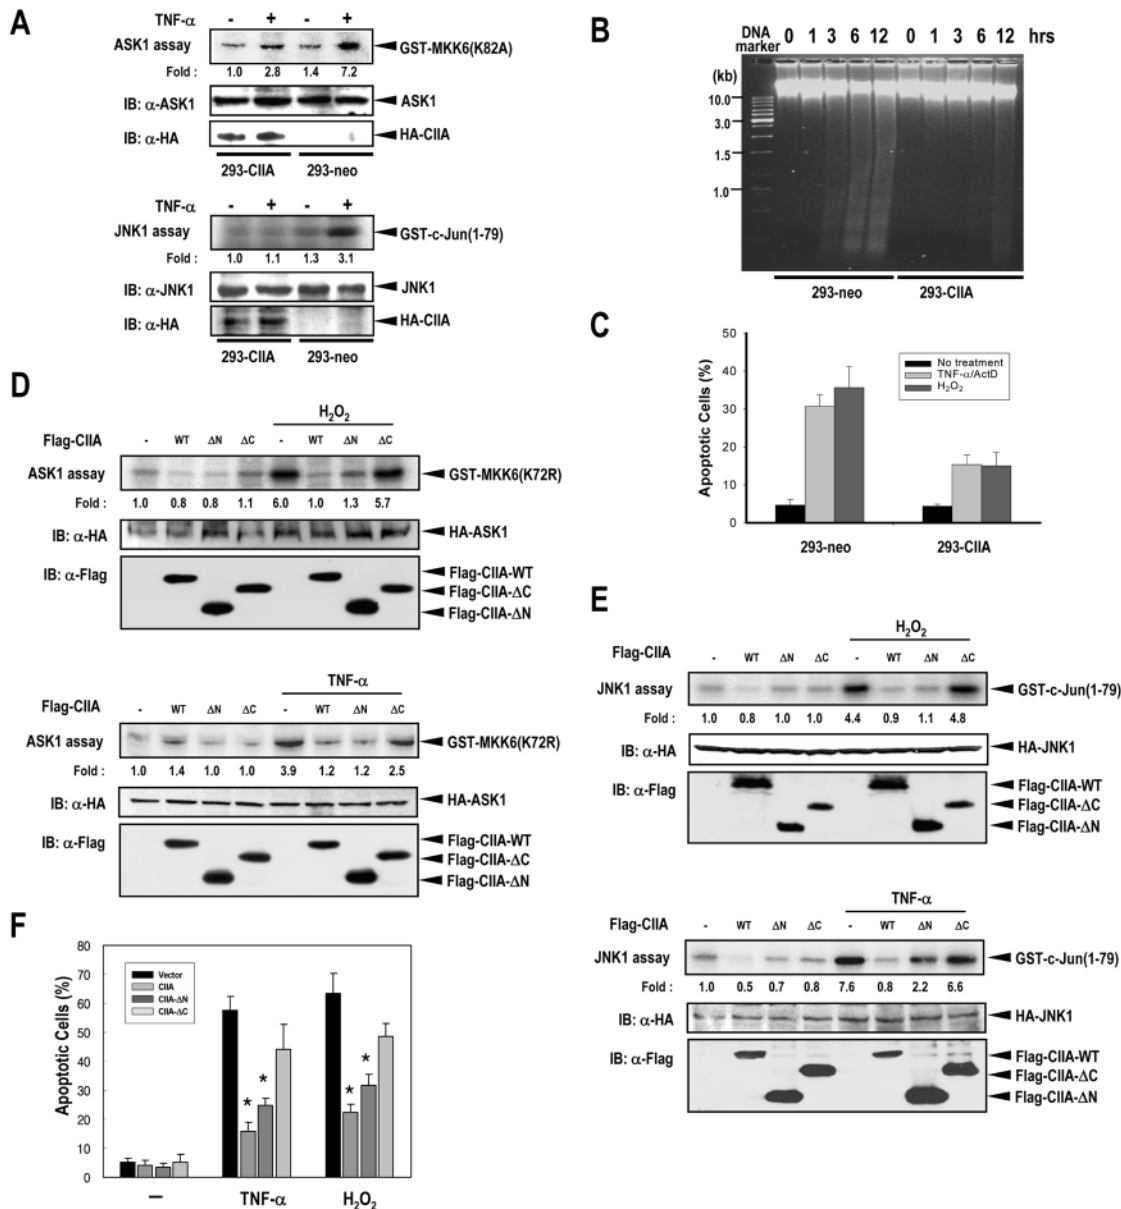 A
TNF-α - + - +
ASK1 assay GST-MKK6(K82A)
Fold : 1.0 2.8 1.4 7.2
IB: α-ASK1 ASK1
IB: α-HA HA-CIIA
293-CIIA 293-neo
TNF-α - + - +
JNK1 assay GST-c-Jun(1-79)
Fold : 1.0 1.1 1.3 3.1
IB: α-JNK1 JNK1
IB: α-HA HA-CIIA
293-CIIA 293-neo
B
DNA marker 0 1 3 6 12 0 1 3 6 12 hrs
(kb)
10.0
3.0
1.5
1.0
293-neo 293-CIIA
C
Apoptotic Cells (%)
50
40
30
20
10
0
No treatment
TNF-α/ActD
H₂O₂
293-neo 293-CIIA
D
H₂O₂
Flag-CIIA - WT ΔN ΔC - WT ΔN ΔC
ASK1 assay GST-MKK6(K72R)
Fold : 1.0 0.8 0.8 1.1 6.0 1.0 1.3 5.7
IB: α-HA HA-ASK1
IB: α-Flag Flag-CIIA-WT
Flag-CIIA-ΔC
Flag-CIIA-ΔN
TNF-α
Flag-CIIA - WT ΔN ΔC - WT ΔN ΔC
ASK1 assay GST-MKK6(K72R)
Fold : 1.0 1.4 1.0 1.0 3.9 1.2 1.2 2.5
IB: α-HA HA-ASK1
IB: α-Flag Flag-CIIA-WT
Flag-CIIA-ΔC
Flag-CIIA-ΔN
E
H₂O₂
Flag-CIIA - WT ΔN ΔC - WT ΔN ΔC
JNK1 assay GST-c-Jun(1-79)
Fold : 1.0 0.8 1.0 1.0 4.4 0.9 1.1 4.8
IB: α-HA HA-JNK1
IB: α-Flag Flag-CIIA-WT
Flag-CIIA-ΔC
Flag-CIIA-ΔN
TNF-α
Flag-CIIA - WT ΔN ΔC - WT ΔN ΔC
JNK1 assay GST-c-Jun(1-79)
Fold : 1.0 0.5 0.7 0.8 7.6 0.8 2.2 6.6
IB: α-HA HA-JNK1
IB: α-Flag Flag-CIIA-WT
Flag-CIIA-ΔC
Flag-CIIA-ΔN
F
Apoptotic Cells (%)
80
70
60
50
40
30
20
10
0
Vector
CIIA
CIIA-ΔN
CIIA-ΔC
* * * *
– TNF-α H₂O₂